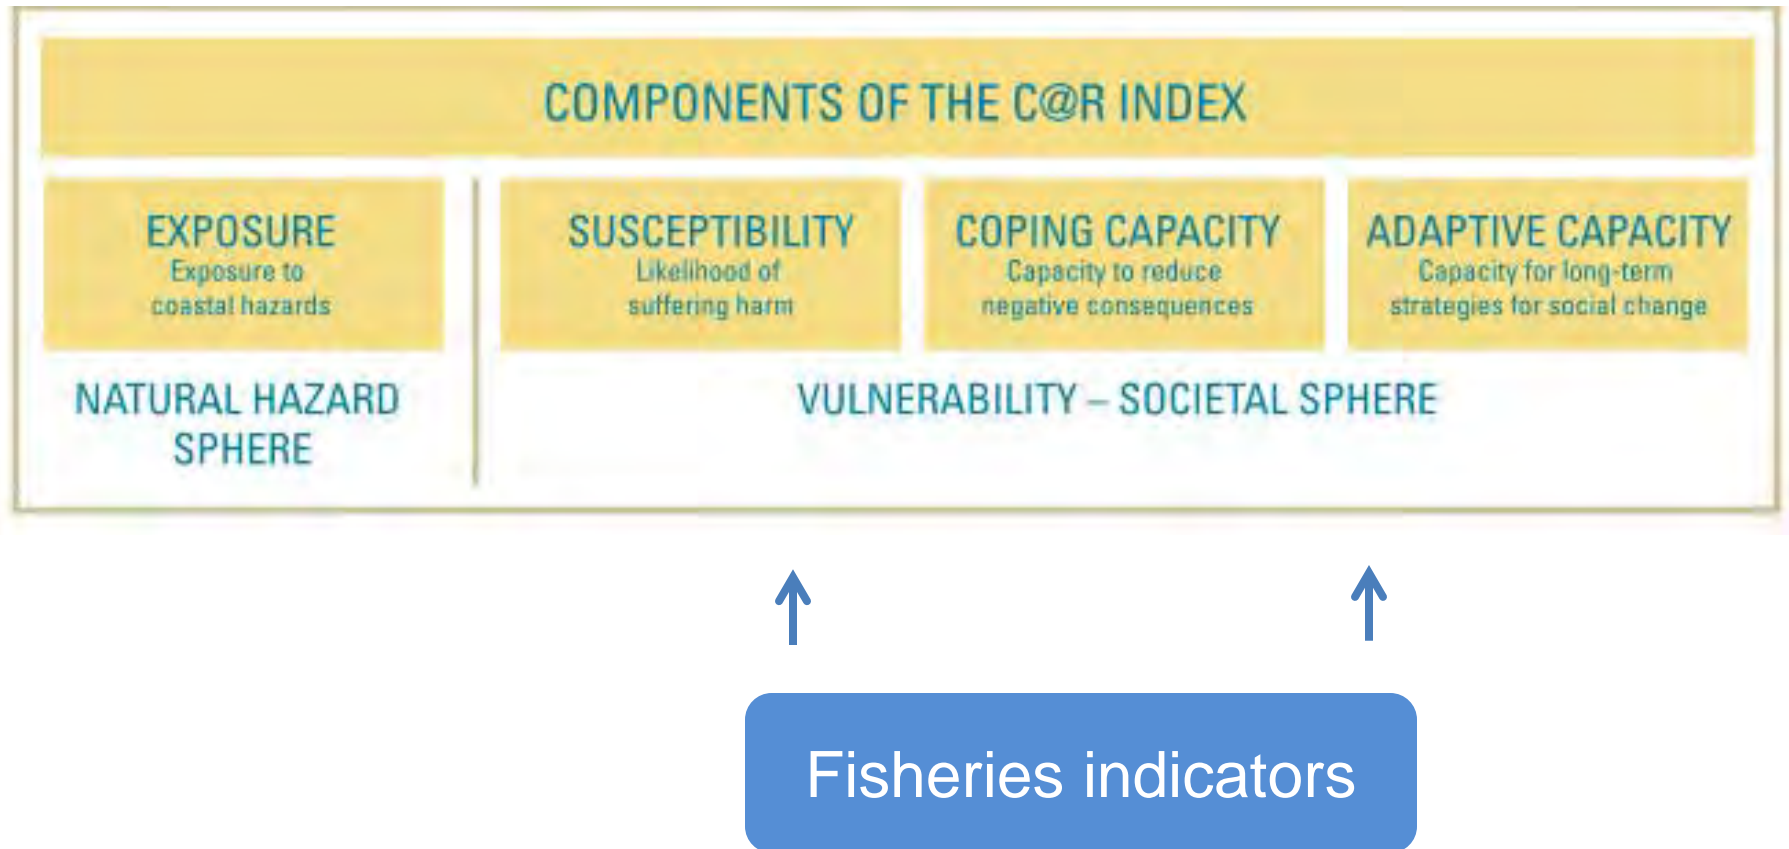 COMPONENTS OF THE C@R INDEX
EXPOSURE
Exposure to
coastal hazards
SUSCEPTIBILITY
Likelihood of
suffering harm
COPING CAPACITY
Capacity to reduce
negative consequences
ADAPTIVE CAPACITY
Capacity for long-term
strategies for social change
NATURAL HAZARD
SPHERE
VULNERABILITY – SOCIETAL SPHERE
Fisheries indicators